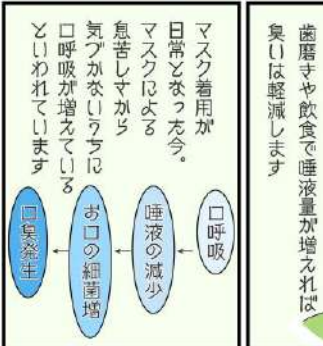 歯磨きや飲食で唾液量が増えれば
臭いは軽減します
マスク着用が
日常となった今。
マスクによる
息苦しさから
気づかないうちに
口呼吸が増えている
といわれています
口呼吸
唾液の減少
お口の細菌増
口臭発生